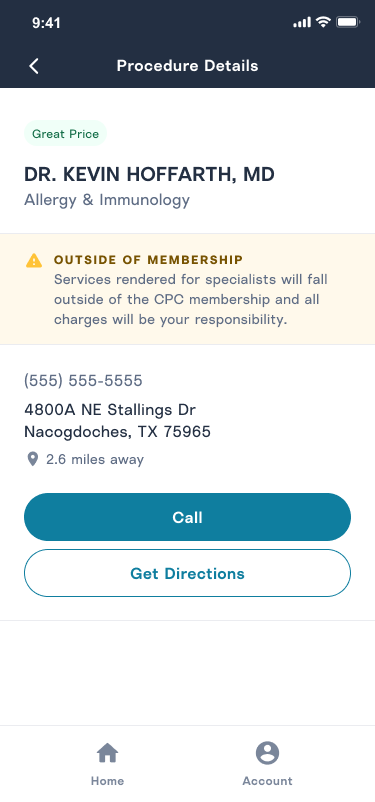 9:41
Procedure Details
Great Price
DR. KEVIN HOFFARTH, MD
Allergy & Immunology
OUTSIDE OF MEMBERSHIP
Services rendered for specialists will fall
outside of the CPC membership and all
charges will be your responsibility.
(555) 555-5555
4800A NE Stallings Dr
Nacogdoches, TX 75965
2.6 miles away
Call
Get Directions
Home
Account